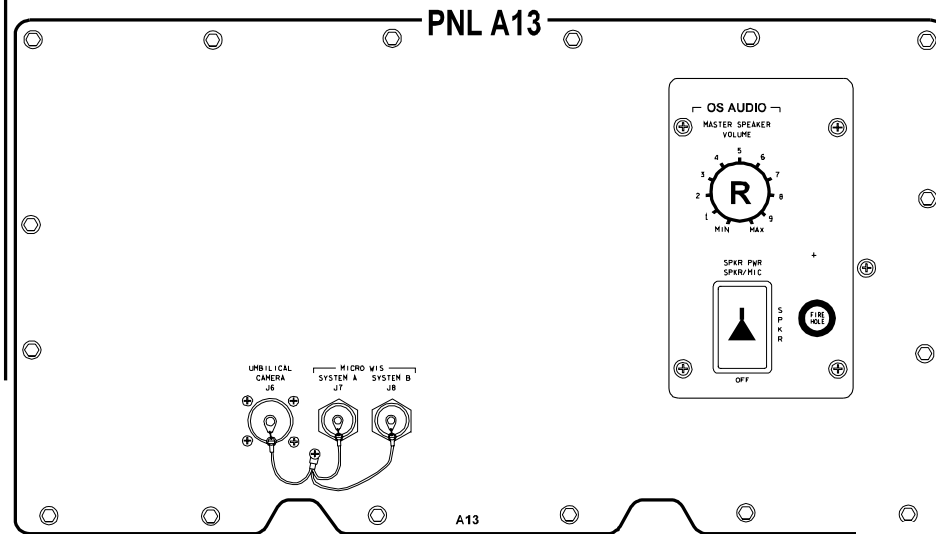 PNL A13
OS AUDIO
MASTER SPEAKER
VOLUME
5
4 6
3 7
2 R 8
1 9
MIN MAX
SPKR PWR
SPKR/MIC
SPKR
FIRE
HOLE
OFF
UMBILICAL
CAMERA
J6
MICRO WIS
SYSTEM A SYSTEM B
J7 J8
A13